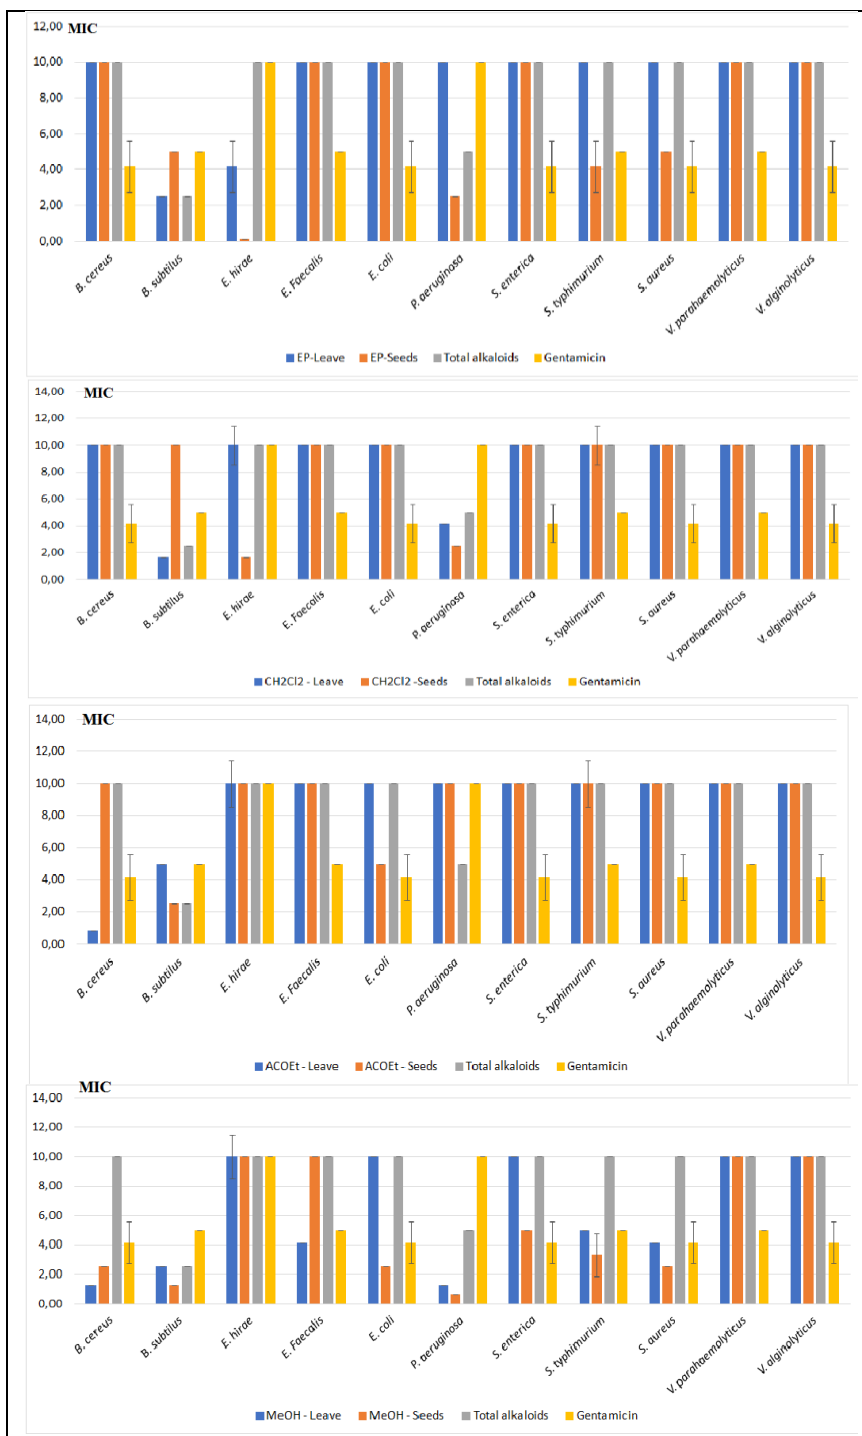 MIC
12,00
10,00
8,00
6,00
4,00
2,00
0,00
B. cereus
B. subtilus
E. hirae
E. Faecalis
E. coli
P. aeruginosa
S. enterica
S. typhimurium
S. aureus
V. parahaemolyticus
V. alginolyticus
EP-Leave EP-Seeds Total alkaloids Gentamicin
MIC
14,00
12,00
10,00
8,00
6,00
4,00
2,00
0,00
B. cereus
B. subtilus
E. hirae
E. Faecalis
E. coli
P. aeruginosa
S. enterica
S. typhimurium
S. aureus
V. parahaemolyticus
V. alginolyticus
CH2Cl2 - Leave CH2Cl2 -Seeds Total alkaloids Gentamicin
MIC
14,00
12,00
10,00
8,00
6,00
4,00
2,00
0,00
B. cereus
B. subtilus
E. hirae
E. Faecalis
E. coli
P. aeruginosa
S. enterica
S. typhimurium
S. aureus
V. parahaemolyticus
V. alginolyticus
ACOEt - Leave ACOEt - Seeds Total alkaloids Gentamicin
MIC
14,00
12,00
10,00
8,00
6,00
4,00
2,00
0,00
B. cereus
B. subtilus
E. hirae
E. Faecalis
E. coli
P. aeruginosa
S. enterica
S. typhimurium
S. aureus
V. parahaemolyticus
V. alginolyticus
MeOH - Leave MeOH - Seeds Total alkaloids Gentamicin